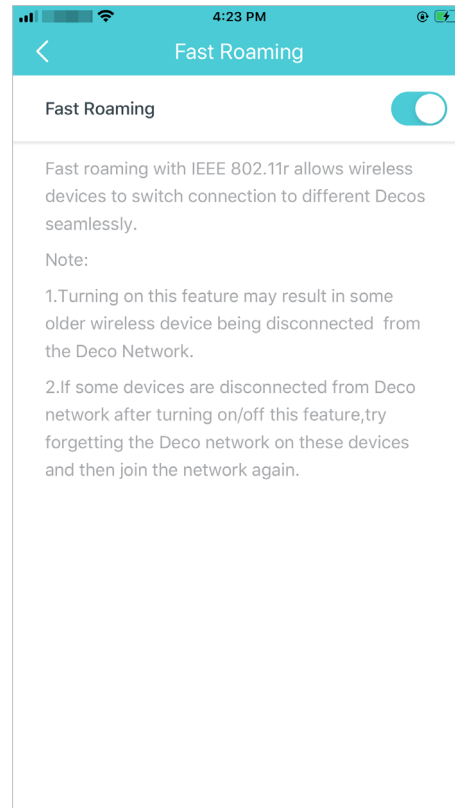 4:23 PM
Fast Roaming
Fast Roaming
Fast roaming with IEEE 802.11r allows wireless
devices to switch connection to different Decos
seamlessly.
Note:
1.Turning on this feature may result in some
older wireless device being disconnected  from
the Deco Network.
2.If some devices are disconnected from Deco
network after turning on/off this feature,try
forgetting the Deco network on these devices
and then join the network again.